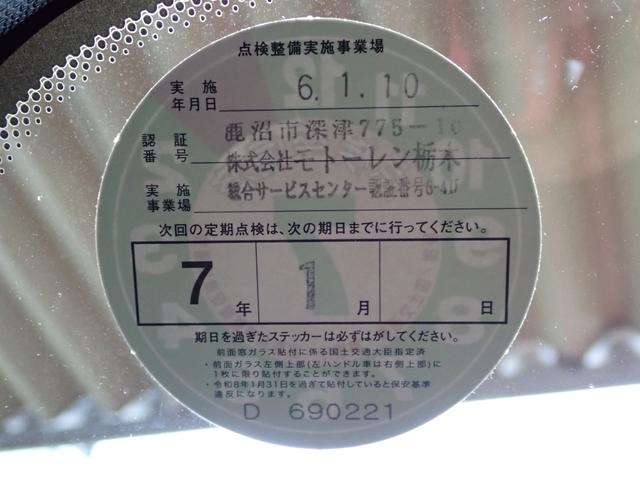 点検整備実施事業場
実施
年月日
6.1.10
鹿沼市深津775-10
認証
番号
株式会社モトーレン栃木
実施
事業場
総合サービスセンター 認証番号6-417
次回の定期点検は、次の期日までに行ってください。
7年 1月 日
期日を過ぎたステッカーは必ずはがしてください。
前面窓ガラス貼付に係る国土交通大臣指定済
・前面ガラス左側上部(左ハンドル車は右側上部)に
1枚に限り貼付することができます。
・令和8年1月31日を過ぎて貼付していると保安基準
違反になります。
D 690221